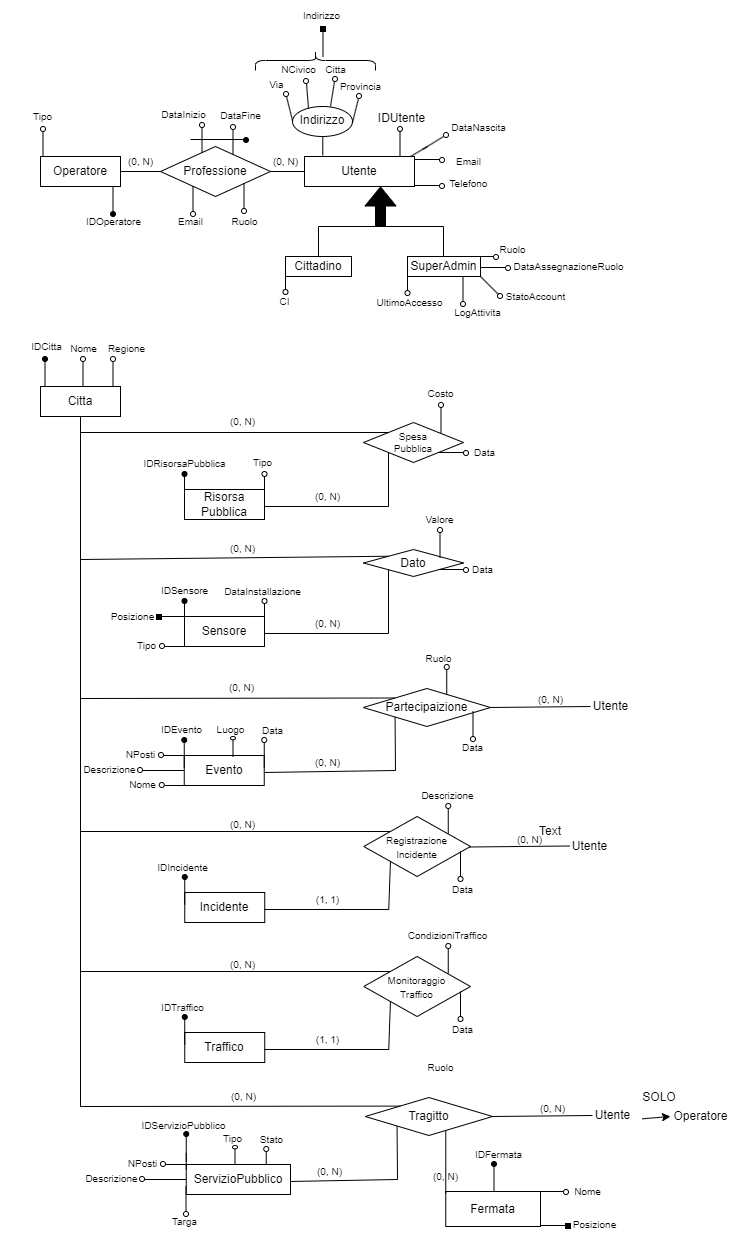 Indirizzo
NCivico Citta
Via Provincia
Tipo DataInizio DataFine Indirizzo IDUtente
DataNascita
Operatore (0, N) Professione (0, N) Utente Email
Telefono
IDOperatore Email Ruolo
Cittadino SuperAdmin Ruolo
DataAssegnazioneRuolo
CI UltimoAccesso StatoAccount
LogAttivita
IDCitta Nome Regione
Citta
Costo
(0, N)
Spesa
Pubblica Data
IDRisorsaPubblica Tipo
Risorsa
Pubblica
(0, N)
Valore
(0, N)
Dato Data
IDSensore DataInstallazione
Posizione
Sensore (0, N)
Tipo
Ruolo
(0, N)
Partecipaizione (0, N) Utente
IDEvento Luogo Data
Data
NPosti
Descrizione Evento (0, N)
Nome
Descrizione
(0, N) Text
Registrazione
Incidente
(0, N) Utente
IDIncidente Data
Incidente (1, 1)
CondizioniTraffico
(0, N)
Monitoraggio
Traffico
IDTraffico Data
Traffico (1, 1)
Ruolo
(0, N) SOLO
Tragitto (0, N) Utente Operatore
IDServizioPubblico
Tipo Stato
IDFermata
NPosti
Descrizione ServizioPubblico (0, N) (0, N)
Nome
Fermata
Targa Posizione